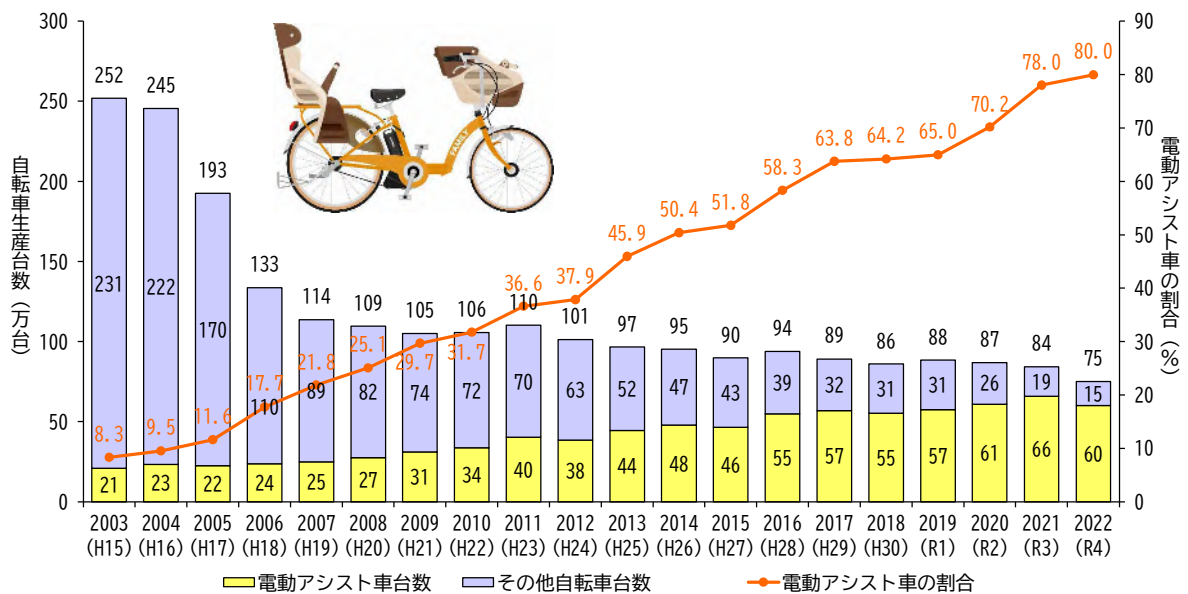 自転車生産台数（万台）
300
250
200
150
100
50
0
電動アシスト車の割合（%）
90
80
70
60
50
40
30
20
10
0
252 245 193 133 114 109 105 106 110 101 97 95 90 94 89 86 88 87 84 75
8.3 9.5 11.6 17.7 21.8 25.1 29.7 31.7 36.6 37.9 45.9 50.4 51.8 58.3 63.8 64.2 65.0 70.2 78.0 80.0
231 222 170 110 89 82 74 72 70 63 52 47 43 39 32 31 31 26 19 15
21 23 22 24 25 27 31 34 40 38 44 48 46 55 57 55 57 61 66 60
FAMILY
2003 2004 2005 2006 2007 2008 2009 2010 2011 2012 2013 2014 2015 2016 2017 2018 2019 2020 2021 2022
(H15) (H16) (H17) (H18) (H19) (H20) (H21) (H22) (H23) (H24) (H25) (H26) (H27) (H28) (H29) (H30) (R1) (R2) (R3) (R4)
電動アシスト車台数 その他自転車台数 電動アシスト車の割合